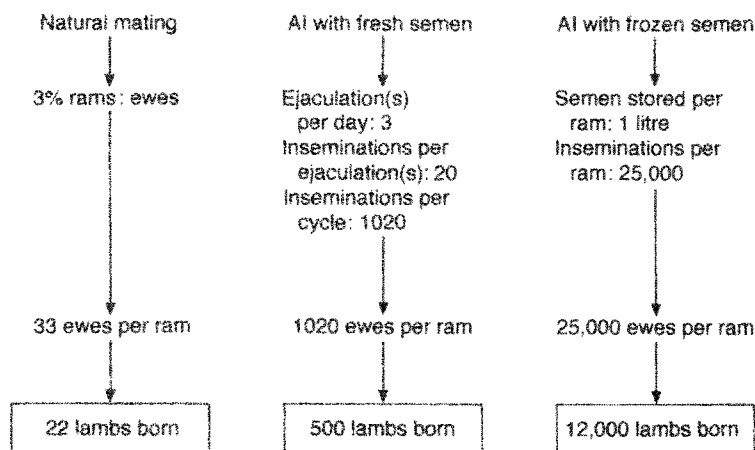 Natural mating
3% rams : ewes
33 ewes per ram
22 lambs born
AI with fresh semen
Ejaculation(s)
per day: 3
Inseminations per
ejaculation(s): 20
Inseminations per
cycle: 1020
1020 ewes per ram
500 lambs born
AI with frozen semen
Semen stored per
ram: 1 litre
Inseminations per
ram: 25,000
25,000 ewes per ram
12,000 lambs born